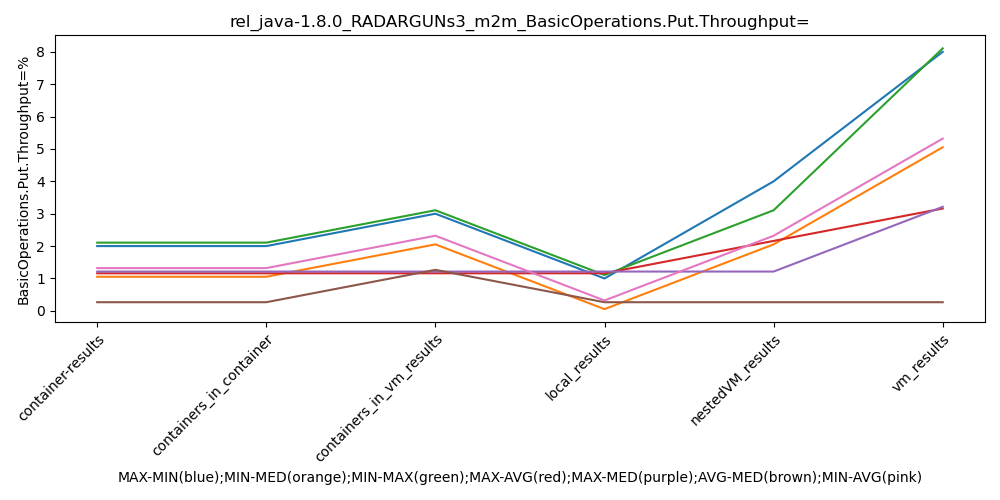 rel_java-1.8.0_RADARGUNs3_m2m_BasicOperations.Put.Throughput=
BasicOperations.Put.Throughput=%
8
7
6
5
4
3
2
1
0
container-results
containers_in_container
containers_in_vm_results
local_results
nestedVM_results
vm_results
MAX-MIN(blue);MIN-MED(orange);MIN-MAX(green);MAX-AVG(red);MAX-MED(purple);AVG-MED(brown);MIN-AVG(pink)